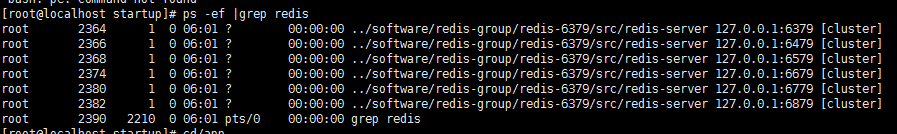 [root@localhost startup]# ps -ef |grep redis
root 2364 1 0 06:01 ? 00:00:00 ../software/redis-group/redis-6379/src/redis-server 127.0.0.1:6379 [cluster]
root 2366 1 0 06:01 ? 00:00:00 ../software/redis-group/redis-6379/src/redis-server 127.0.0.1:6479 [cluster]
root 2368 1 0 06:01 ? 00:00:00 ../software/redis-group/redis-6379/src/redis-server 127.0.0.1:6579 [cluster]
root 2374 1 0 06:01 ? 00:00:00 ../software/redis-group/redis-6379/src/redis-server 127.0.0.1:6679 [cluster]
root 2380 1 0 06:01 ? 00:00:00 ../software/redis-group/redis-6379/src/redis-server 127.0.0.1:6779 [cluster]
root 2382 1 0 06:01 ? 00:00:00 ../software/redis-group/redis-6379/src/redis-server 127.0.0.1:6879 [cluster]
root 2390 2210 0 06:01 pts/0 00:00:00 grep redis
[root@localhost startup]# cd/app